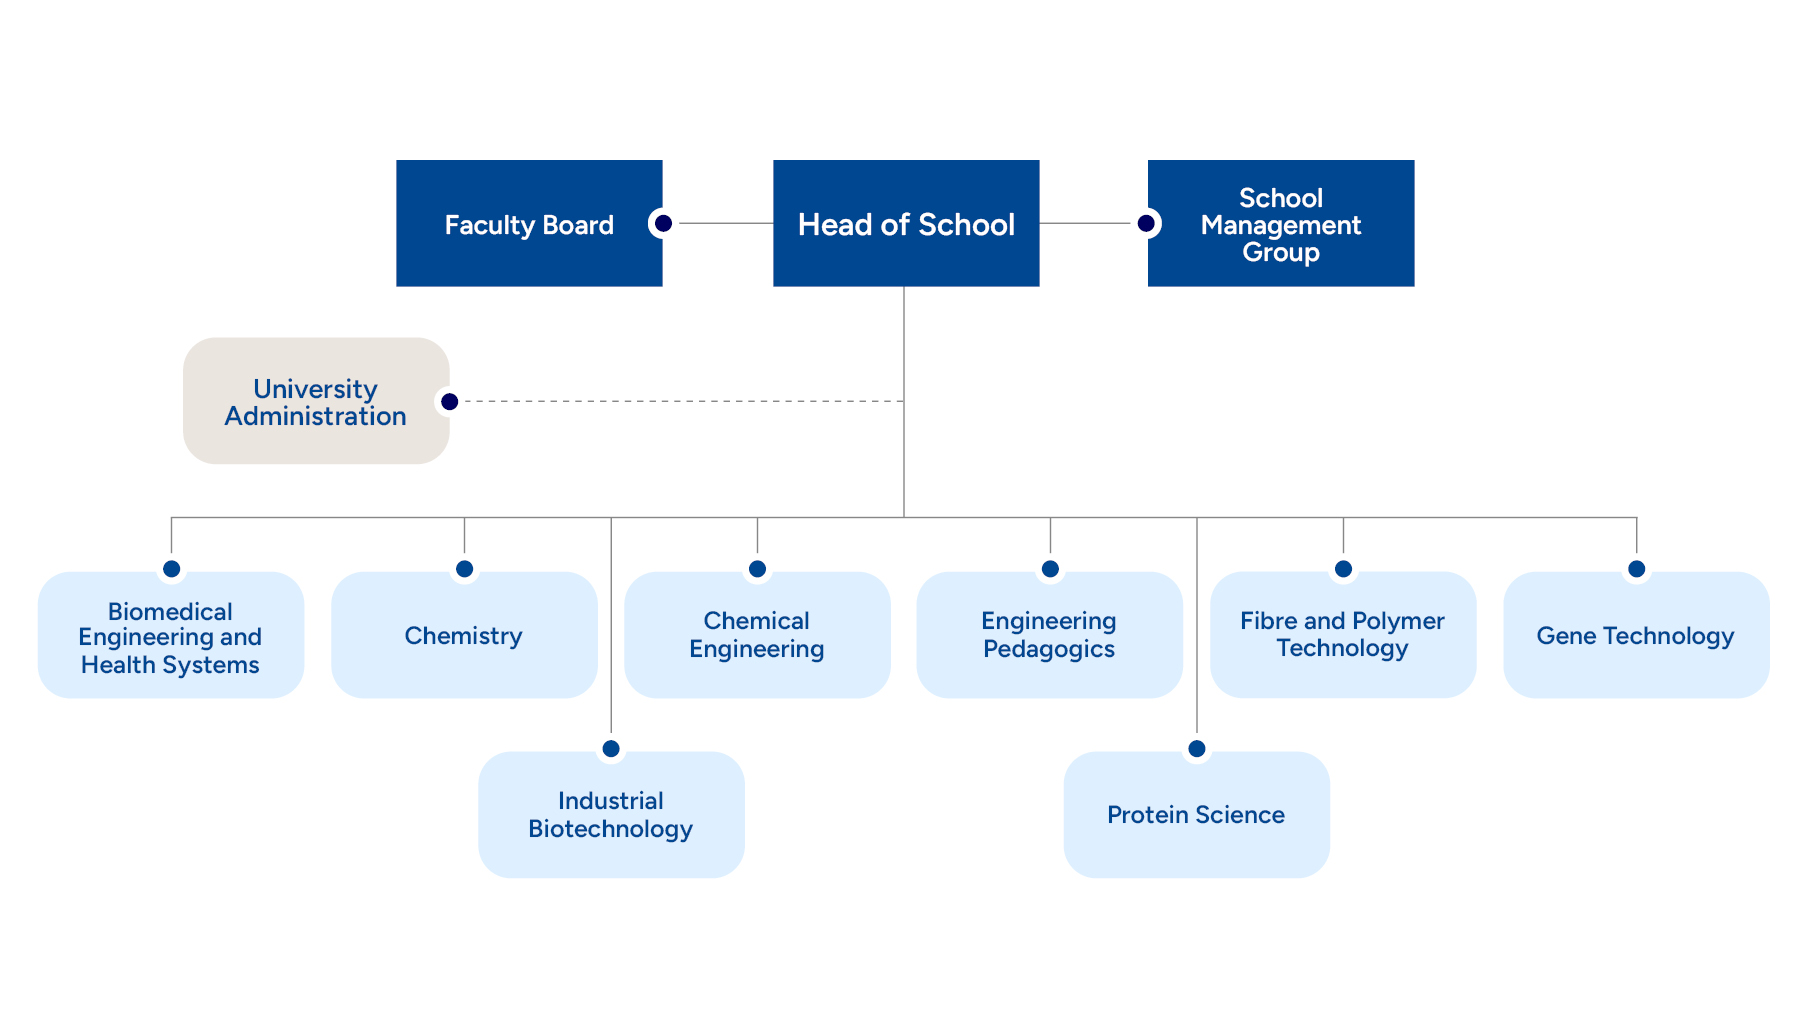 Faculty Board
Head of School
School
Management
Group
University
Administration
Biomedical
Engineering and
Health Systems
Chemistry
Chemical
Engineering
Engineering
Pedagogics
Fibre and Polymer
Technology
Gene Technology
Industrial
Biotechnology
Protein Science